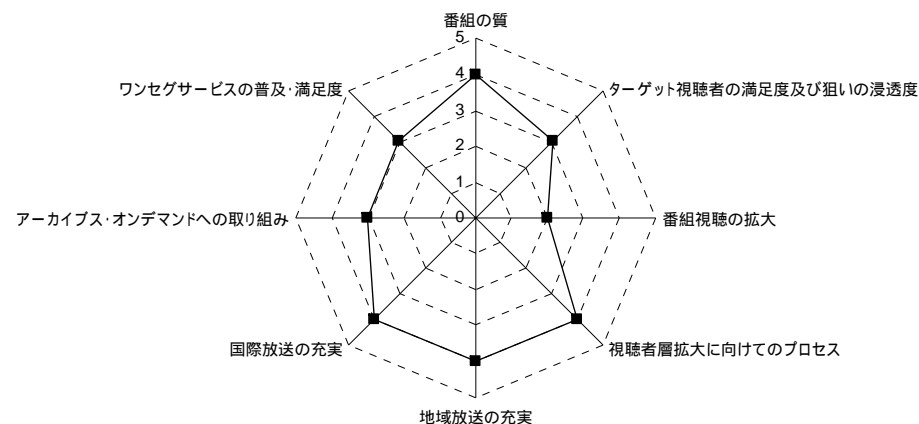 番組の質
5
4
3
2
1
0
ターゲット視聴者の満足度及び狙いの浸透度
番組視聴の拡大
視聴者層拡大に向けてのプロセス
地域放送の充実
国際放送の充実
アーカイブス・オンデマンドへの取り組み
ワンセグサービスの普及・満足度